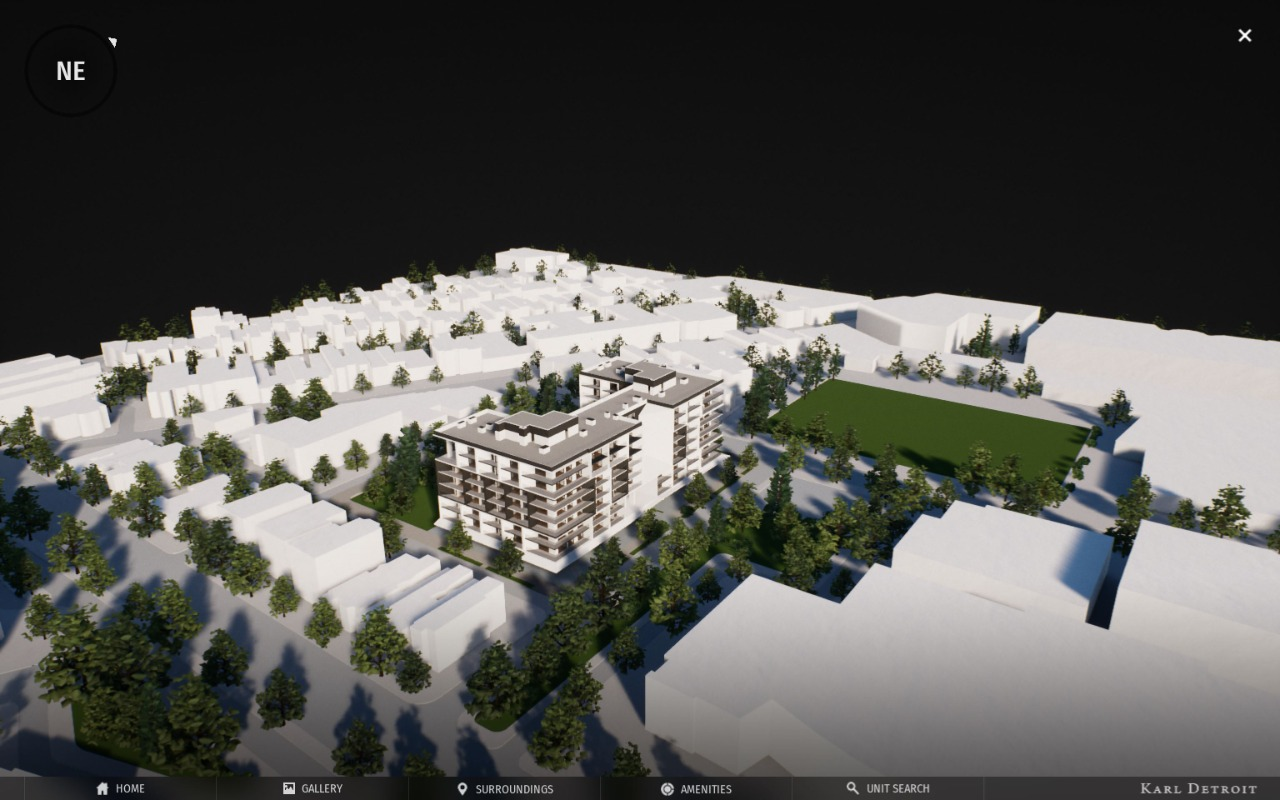 NE
HOME
GALLERY
SURROUNDINGS
AMENITIES
UNIT SEARCH
KARL DETROIT